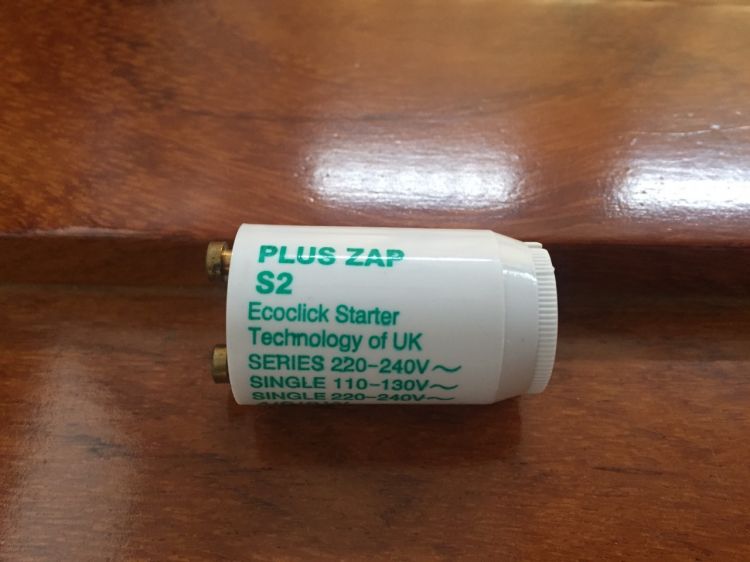 PLUS ZAP
S2
Ecoclick Starter
Technology of UK
SERIES 220-240V~
SINGLE 110-130V~
SINGLE 220-240V~